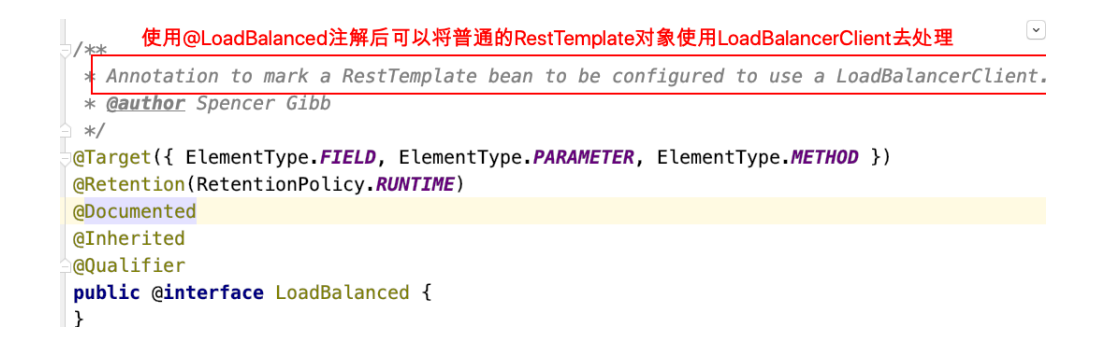 使用@LoadBalanced注解后可以将普通的RestTemplate对象使用LoadBalancerClient去处理
/**
* Annotation to mark a RestTemplate bean to be configured to use a LoadBalancerClient.
* @author Spencer Gibb
*/
@Target({ ElementType.FIELD, ElementType.PARAMETER, ElementType.METHOD })
@Retention(RetentionPolicy.RUNTIME)
@Documented
@Inherited
@Qualifier
public @interface LoadBalanced {
}